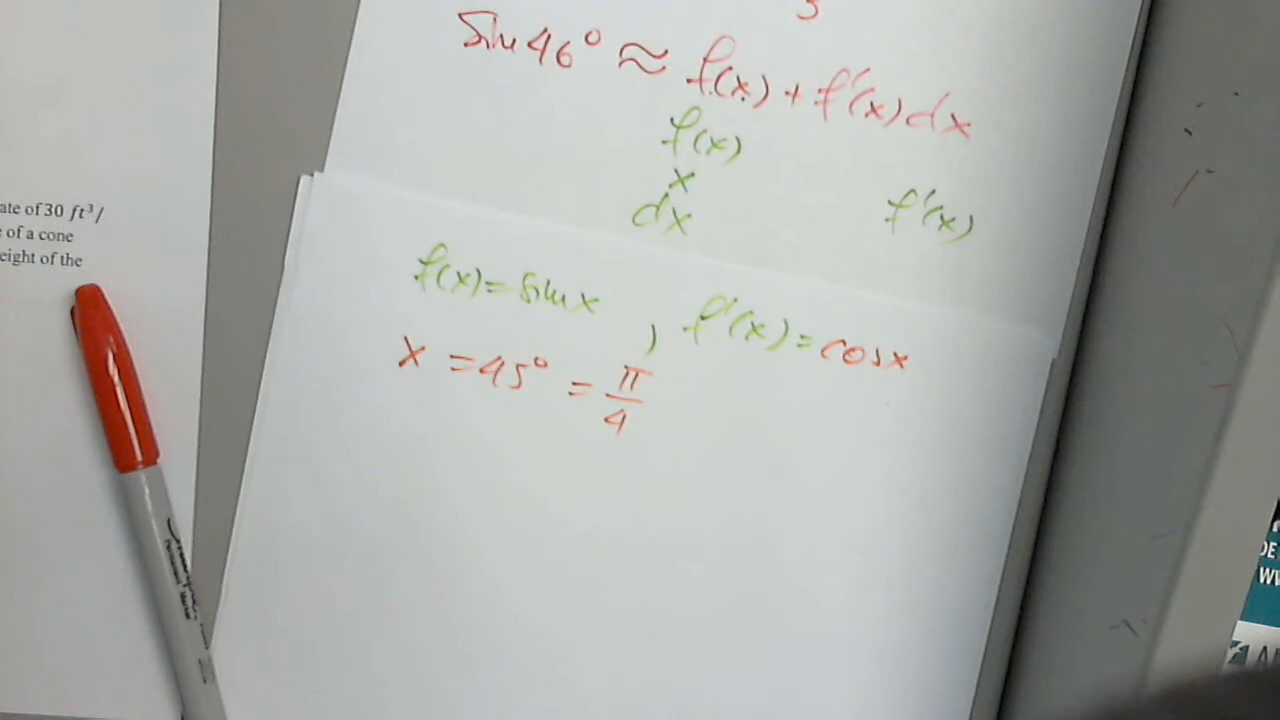 sin 46° ≈ f(x) + f'(x) dx
f(x)
x
dx
f'(x)
f(x) = sin x , f'(x) = cos x
x = 45° = π/4
ate of 30 ft³/
of a cone
eight of the